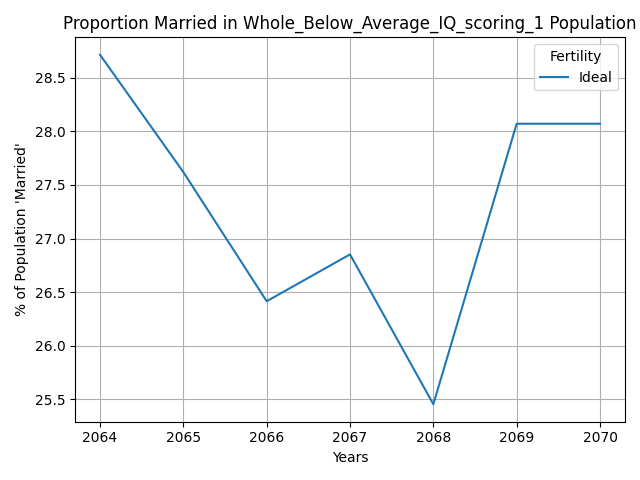 Proportion Married in Whole_Below_Average_IQ_scoring_1 Population
Fertility
Ideal
% of Population 'Married'
28.5
28.0
27.5
27.0
26.5
26.0
25.5
2064 2065 2066 2067 2068 2069 2070
Years